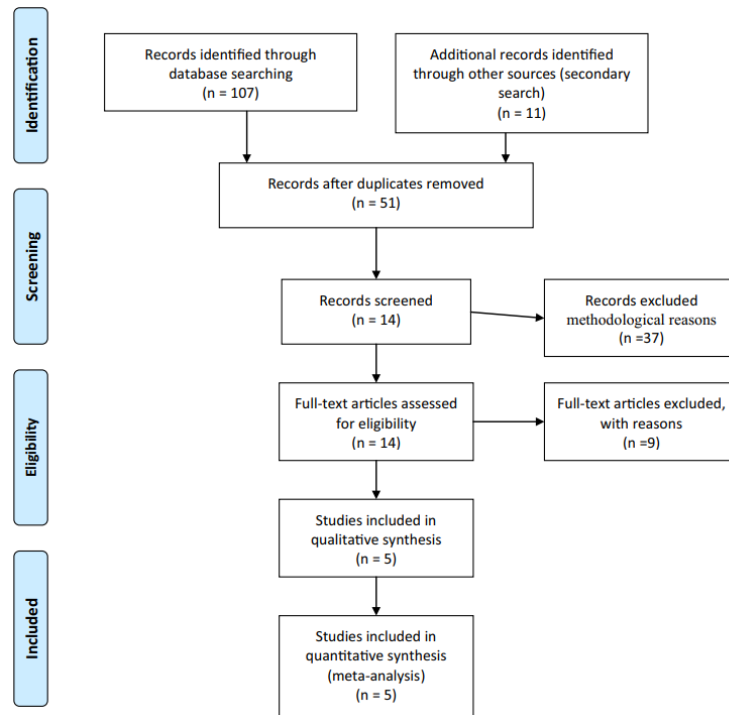 Identification
Records identified through
database searching
(n = 107)
Additional records identified
through other sources (secondary
search)
(n = 11)
Records after duplicates removed
(n = 51)
Screening
Records screened
(n = 14)
Records excluded
methodological reasons
(n =37)
Eligibility
Full-text articles assessed
for eligibility
(n = 14)
Full-text articles excluded,
with reasons
(n =9)
Studies included in
qualitative synthesis
(n = 5)
Included
Studies included in
quantitative synthesis
(meta-analysis)
(n = 5)